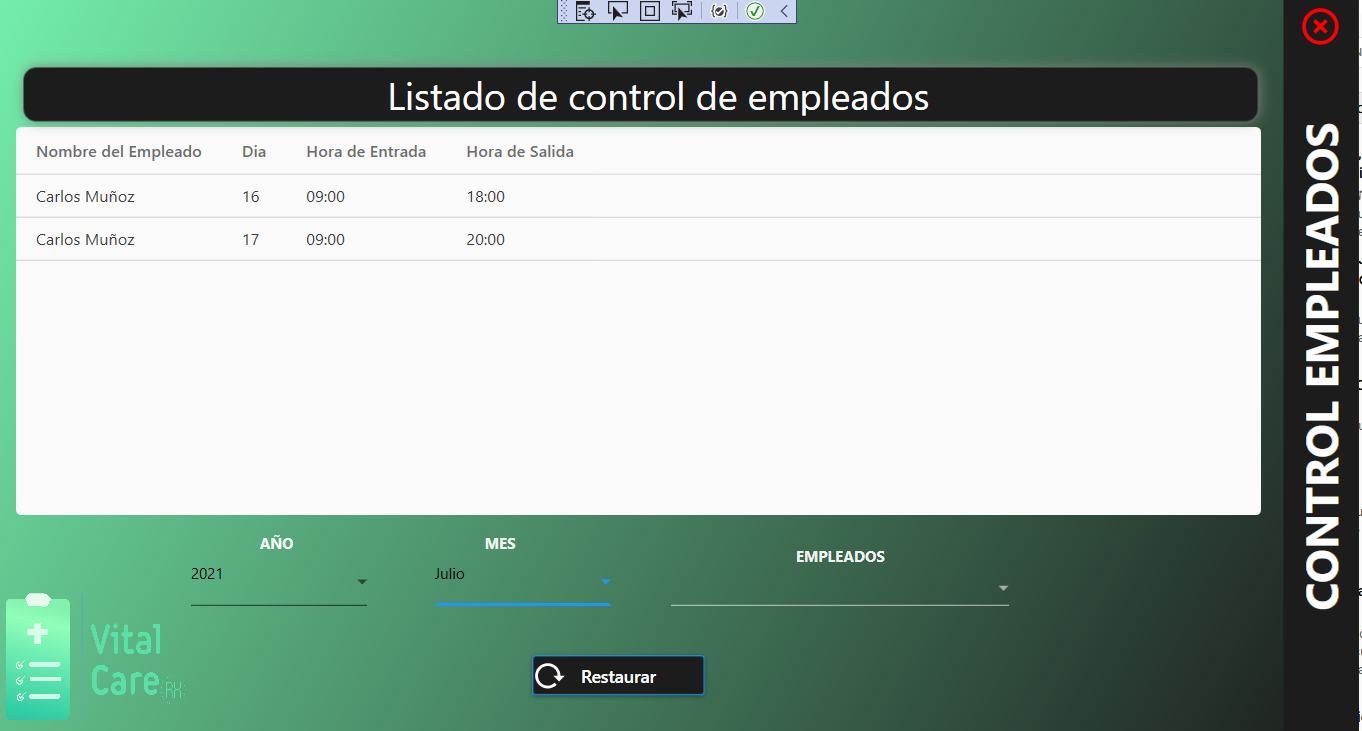 Listado de control de empleados
Nombre del Empleado Dia Hora de Entrada Hora de Salida
Carlos Muñoz 16 09:00 18:00
Carlos Muñoz 17 09:00 20:00
AÑO MES EMPLEADOS
2021 Julio
Vital
Care RH
Restaurar
CONTROL EMPLEADOS